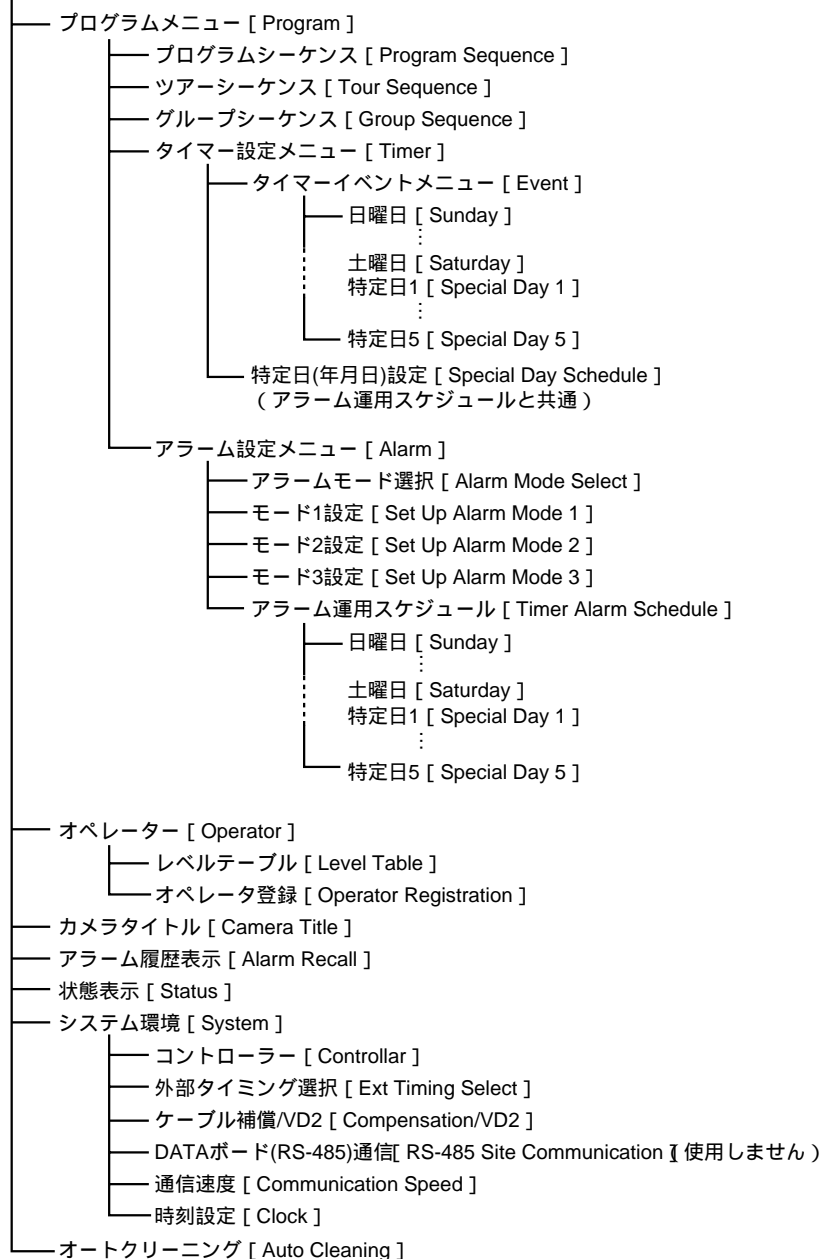 プログラムメニュー［ Program ］
プログラムシーケンス［ Program Sequence ］
ツアーシーケンス［ Tour Sequence ］
グループシーケンス［ Group Sequence ］
タイマー設定メニュー［ Timer ］
タイマーイベントメニュー［ Event ］
日曜日［ Sunday ］
⋮
土曜日［ Saturday ］
特定日1［ Special Day 1 ］
⋮
特定日5［ Special Day 5 ］
特定日(年月日)設定［ Special Day Schedule ］
（アラーム運用スケジュールと共通）
アラーム設定メニュー［ Alarm ］
アラームモード選択［ Alarm Mode Select ］
モード1設定［ Set Up Alarm Mode 1 ］
モード2設定［ Set Up Alarm Mode 2 ］
モード3設定［ Set Up Alarm Mode 3 ］
アラーム運用スケジュール［ Timer Alarm Schedule ］
日曜日［ Sunday ］
⋮
土曜日［ Saturday ］
特定日1［ Special Day 1 ］
⋮
特定日5［ Special Day 5 ］
オペレーター［ Operator ］
レベルテーブル［ Level Table ］
オペレータ登録［ Operator Registration ］
カメラタイトル［ Camera Title ］
アラーム履歴表示［ Alarm Recall ］
状態表示［ Status ］
システム環境［ System ］
コントローラー［ Controllar ］
外部タイミング選択［ Ext Timing Select ］
ケーブル補償/VD2［ Compensation/VD2 ］
DATAボード(RS-485)通信［ RS-485 Site Communication ］（使用しません）
通信速度［ Communication Speed ］
時刻設定［ Clock ］
オートクリーニング［ Auto Cleaning ］